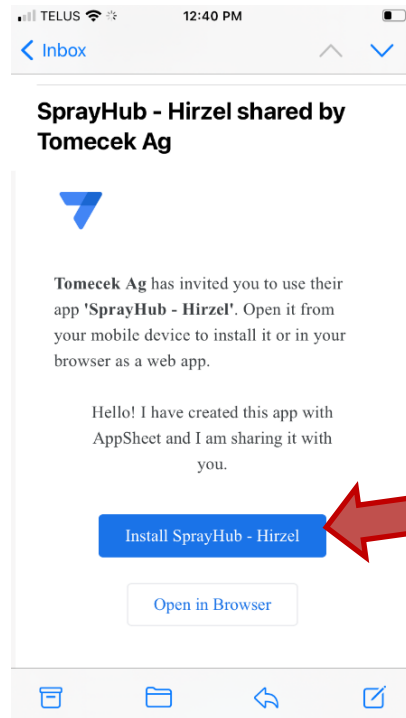 TELUS 12:40 PM
Inbox
SprayHub - Hirzel shared by
Tomecek Ag
Tomecek Ag has invited you to use their
app 'SprayHub - Hirzel'. Open it from
your mobile device to install it or in your
browser as a web app.
Hello! I have created this app with
AppSheet and I am sharing it with
you.
Install SprayHub - Hirzel
Open in Browser